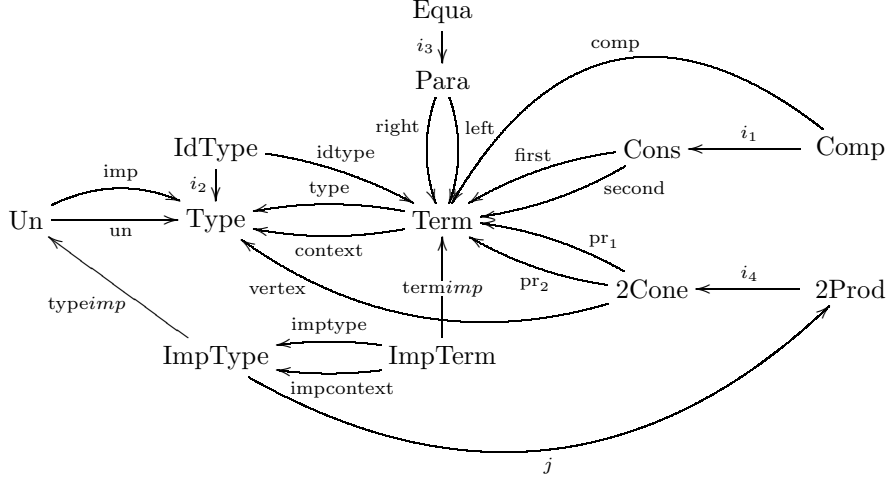 Equa
i₃
comp
Para
right
left
IdType
idtype
first
Cons
i₁
Comp
imp
i₂
type
second
Un
un
Type
Term
context
pr₁
vertex
termimp
pr₂
2Cone
i₄
2Prod
typeimp
imptype
ImpType
ImpTerm
impcontext
j